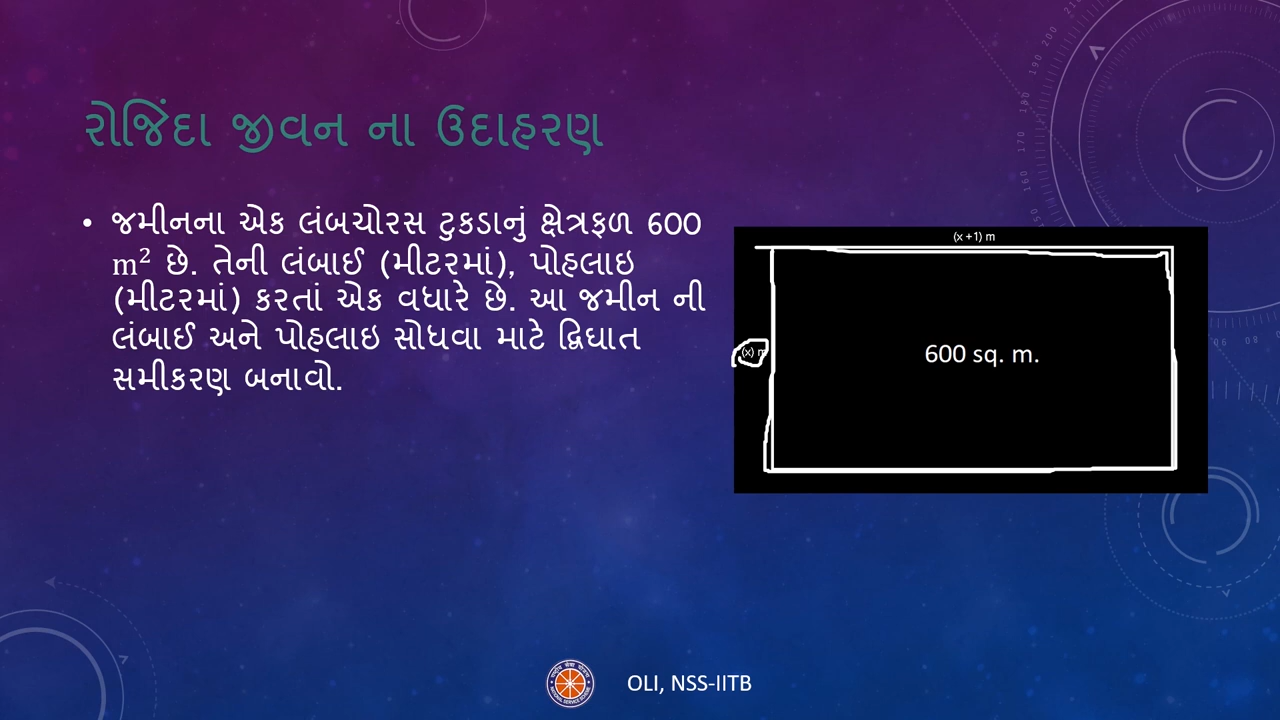 રોજિંદા જીવન ના ઉદાહરણ
• જમીનના એક લંબચોરસ ટુકડાનું ક્ષેત્રફળ 600
m² છે. તેની લંબાઈ (મીટરમાં), પોહલાઇ
(મીટરમાં) કરતાં એક વધારે છે. આ જમીન ની
લંબાઈ અને પોહલાઇ સોધવા માટે દ્વિઘાત
સમીકરણ બનાવો.
(x +1) m
(x) m
600 sq. m.
OLI, NSS-IITB